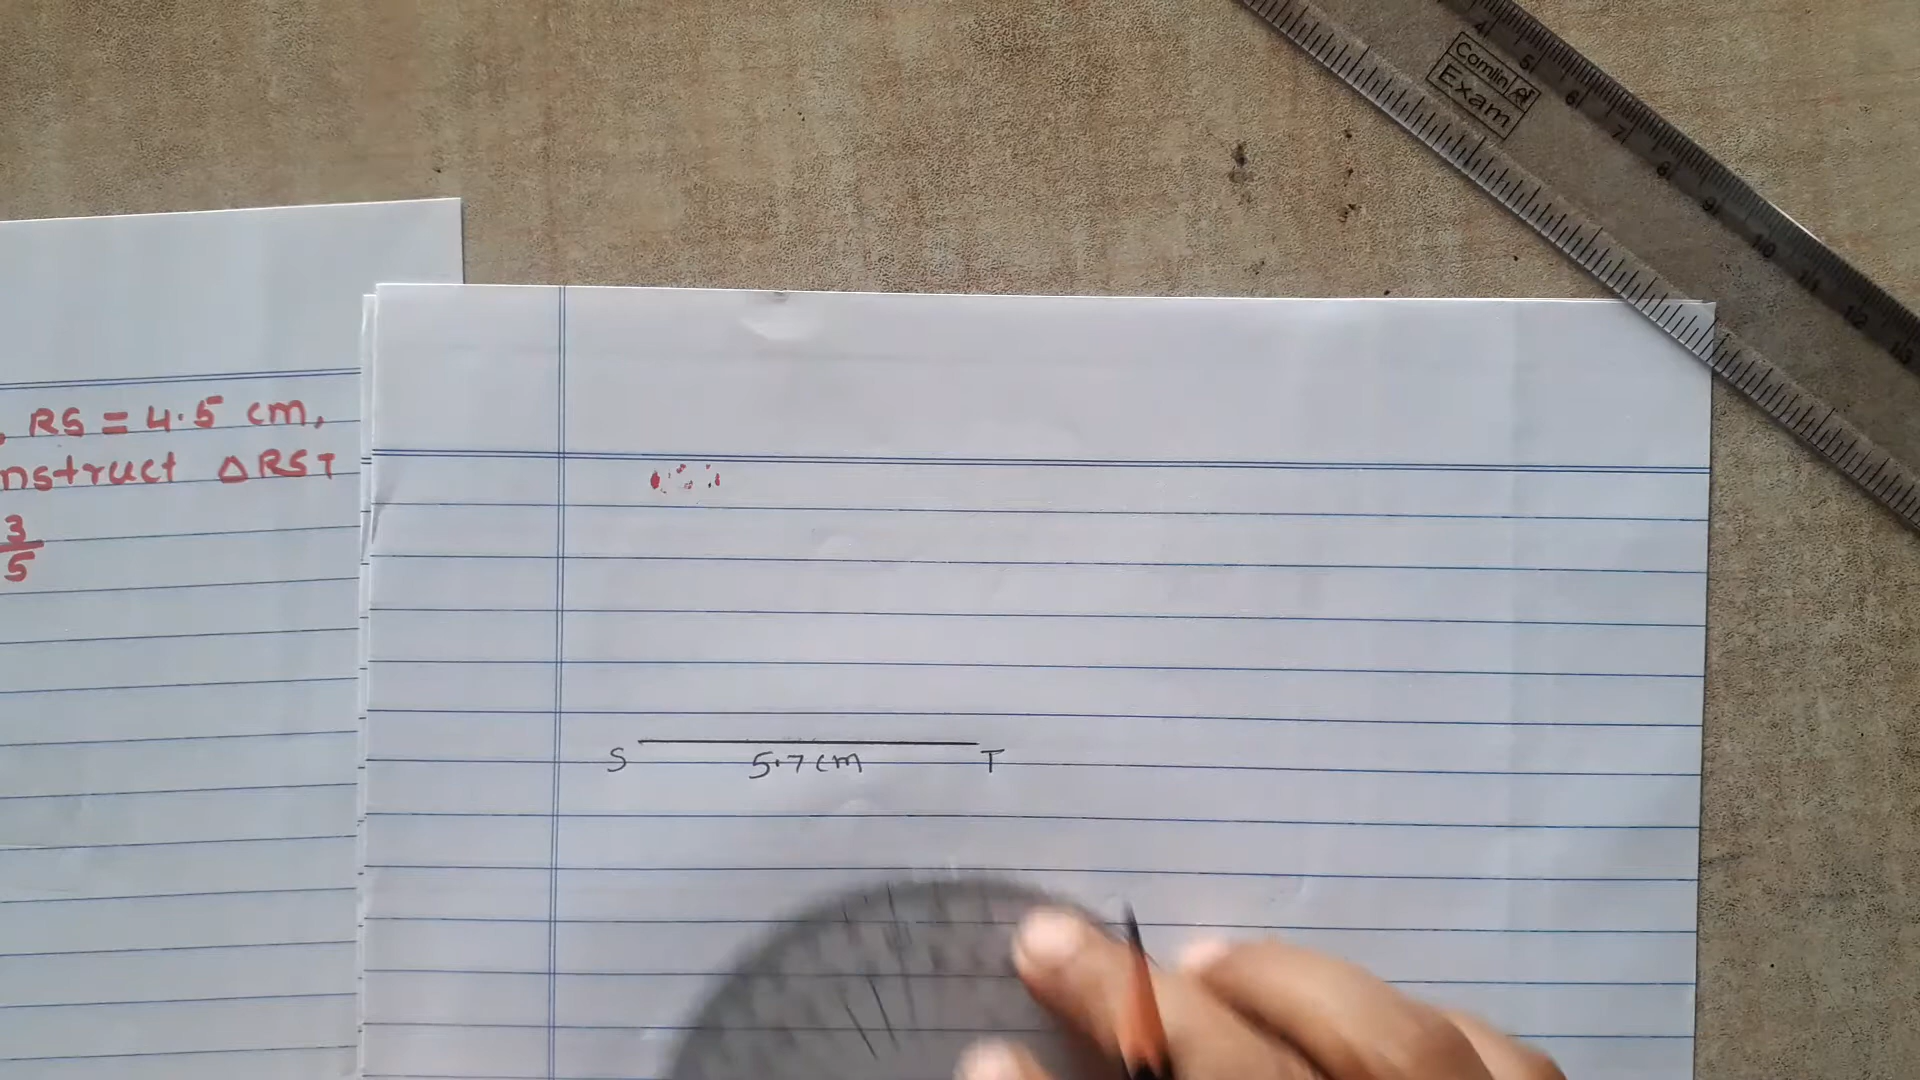 , RS = 4.5 cm,
nstruct △RST
3
5
S 5.7 cm T
Comlin
Exam
4 5 6 7 8 9 10 11 12 13